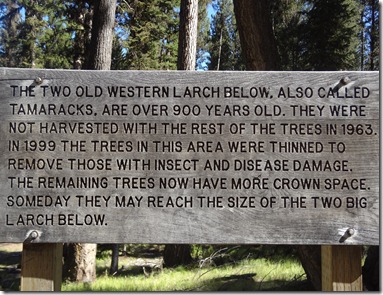 THE TWO OLD WESTERN LARCH BELOW, ALSO CALLED
TAMARACKS, ARE OVER 900 YEARS OLD. THEY WERE
NOT HARVESTED WITH THE REST OF THE TREES IN 1963.
IN 1999 THE TREES IN THIS AREA WERE THINNED TO
REMOVE THOSE WITH INSECT AND DISEASE DAMAGE.
THE REMAINING TREES NOW HAVE MORE CROWN SPACE.
SOMEDAY THEY MAY REACH THE SIZE OF THE TWO BIG
LARCH BELOW.